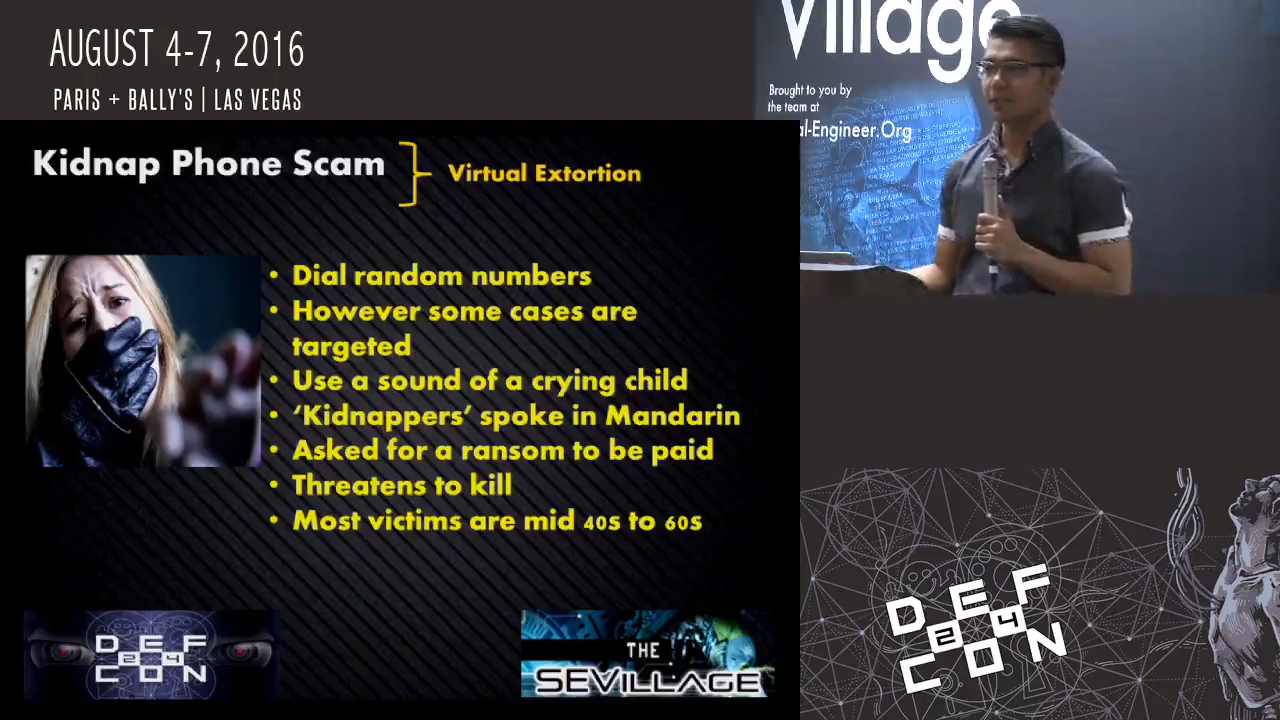 AUGUST 4-7, 2016
PARIS + BALLY'S | LAS VEGAS
Village
Brought to you by
the team at
al-Engineer.Org
Kidnap Phone Scam
Virtual Extortion
• Dial random numbers
• However some cases are
targeted
• Use a sound of a crying child
• 'Kidnappers' spoke in Mandarin
• Asked for a ransom to be paid
• Threatens to kill
• Most victims are mid 40s to 60s
DEF
24
CON
THE
SEVILLAGE
DEF
24
CON